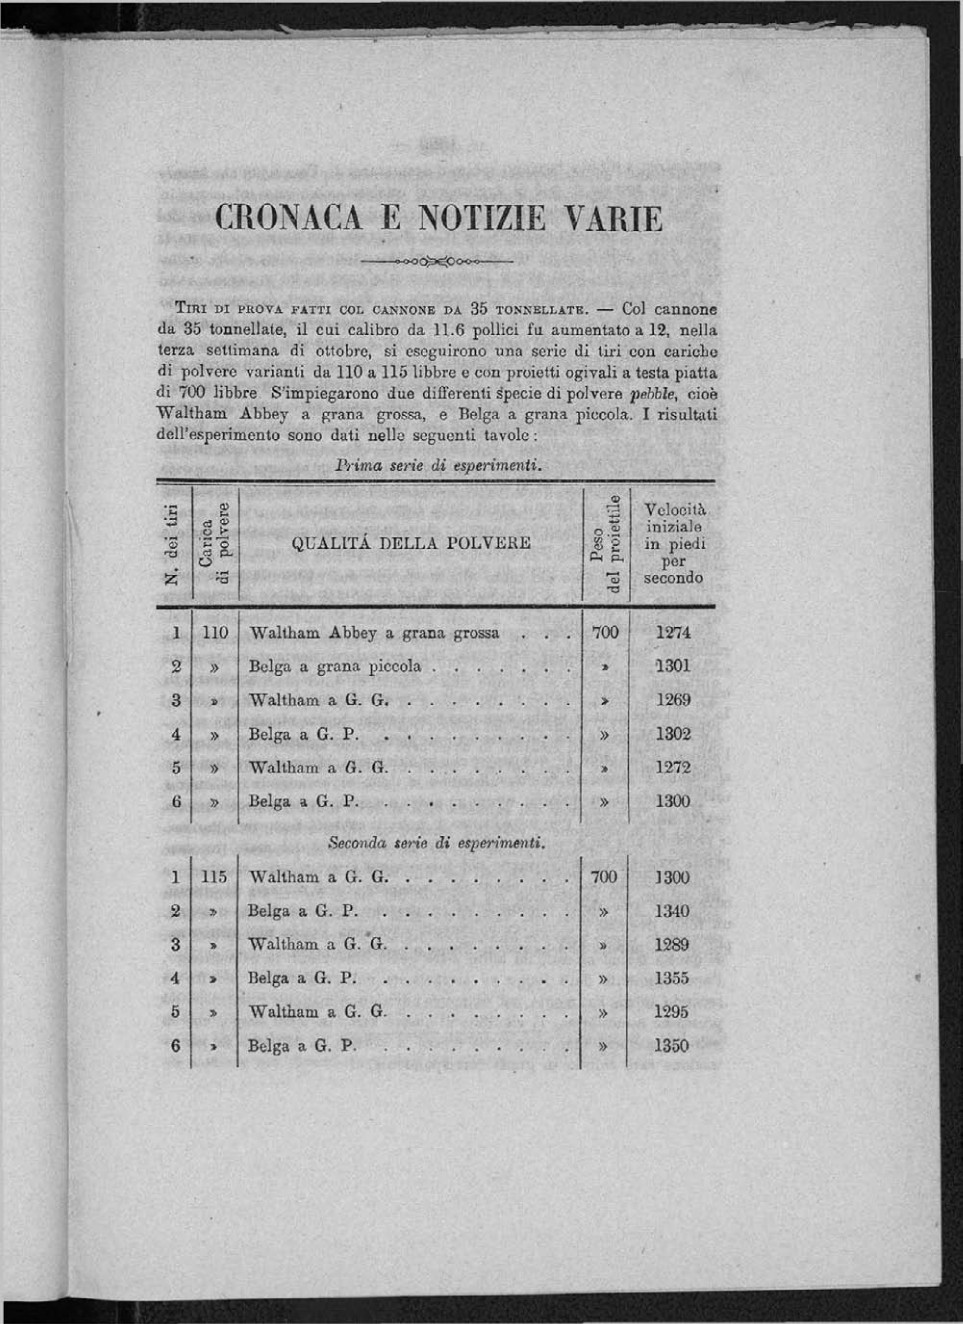 CRONACA E NOTIZIE VARIE
TIRI DI PROVA FATTI COL CANNONE DA 35 TONNELLATE. — Col cannone
da 35 tonnellate, il cui calibro da 11.6 pollici fu aumentato a 12, nella
terza settimana di ottobre, si eseguirono una serie di tiri con cariche
di polvere varianti da 110 a 115 libbre e con proietti ogivali a testa piatta
di 700 libbre S'impiegarono due differenti specie di polvere pebble, cioè
Waltham Abbey a grana grossa, e Belga a grana piccola. I risultati
dell'esperimento sono dati nelle seguenti tavole:
Prima serie di esperimenti.
N. dei tiri
Carica
di polvere
QUALITÁ DELLA POLVERE
Peso
del proiettile
Velocità
iniziale
in piedi
per
secondo
1 110 Waltham Abbey a grana grossa . . . 700 1274
2 » Belga a grana piccola . . . . . . . » 1301
3 » Waltham a G. G. . . . . . . . . » 1269
4 » Belga a G. P. . . . . . . . . . » 1302
5 » Waltham a G. G. . . . . . . . . » 1272
6 » Belga a G. P. . . . . . . . . . » 1300
Seconda serie di esperimenti.
1 115 Waltham a G. G. . . . . . . . . 700 1300
2 » Belga a G. P. . . . . . . . . . » 1340
3 » Waltham a G. G. . . . . . . . . » 1289
4 » Belga a G. P. . . . . . . . . . » 1355
5 » Waltham a G. G. . . . . . . . . » 1295
6 » Belga a G. P. . . . . . . . . . » 1350